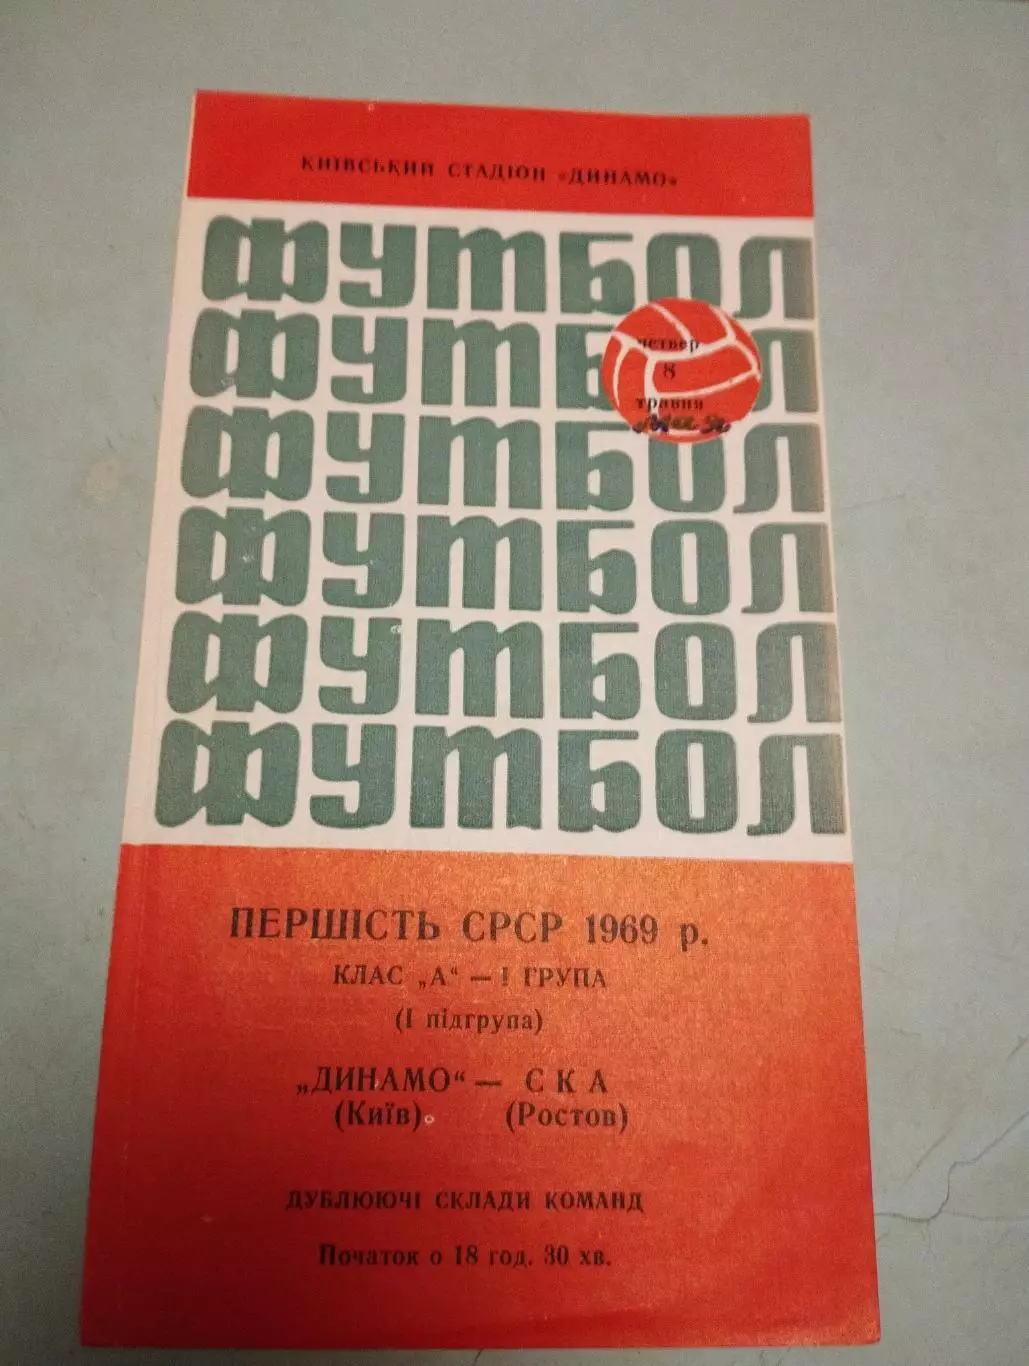 КИЇВСЬКИЙ СТАДІОН «ДИНАМО»
ФУТБОЛ
ФУТБОЛ
четвер
8
травня
мая
ФУТБОЛ
ФУТБОЛ
ФУТБОЛ
ФУТБОЛ
ПЕРШІСТЬ СРСР 1969 р.
КЛАС „А“ — І ГРУПА
(І підгрупа)
„ДИНАМО“ — СКА
(Київ) (Ростов)
ДУБЛЮЮЧІ СКЛАДИ КОМАНД
Початок о 18 год. 30 хв.